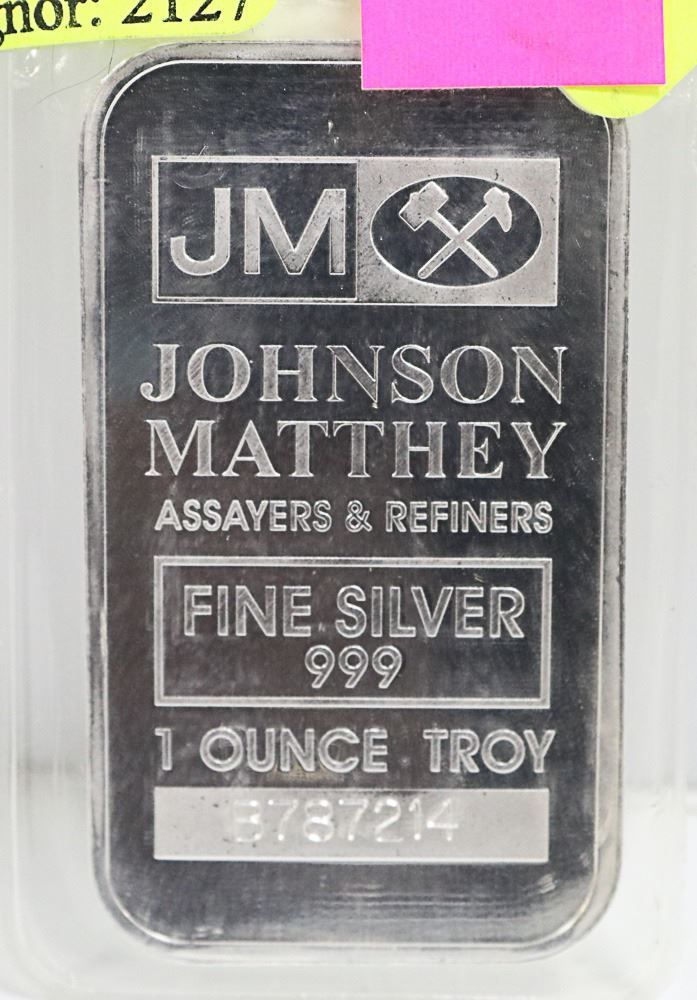 gnor: 2127
JM
JOHNSON
MATTHEY
ASSAYERS & REFINERS
FINE SILVER
999
1 OUNCE TROY
B787214